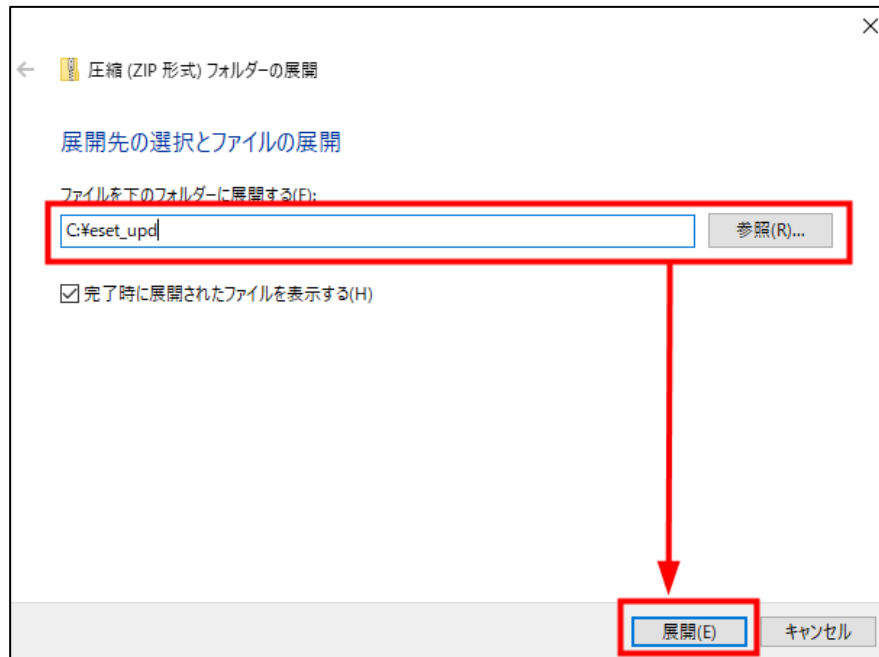 圧縮 (ZIP 形式) フォルダーの展開
展開先の選択とファイルの展開
ファイルを下のフォルダーに展開する(F):
C:¥eset_upd
参照(R)...
完了時に展開されたファイルを表示する(H)
展開(E)
キャンセル